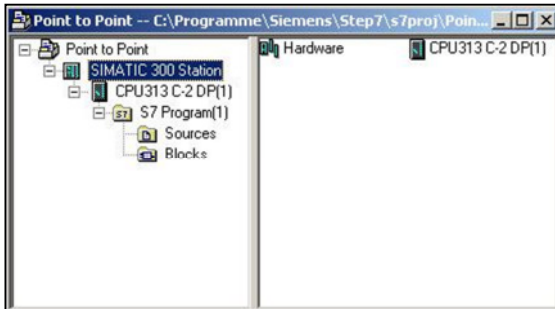 Point to Point -- C:\Programme\Siemens\Step7\s7proj\Poin...
Point to Point
SIMATIC 300 Station
CPU313 C-2 DP(1)
S7 Program(1)
Sources
Blocks
Hardware
CPU313 C-2 DP(1)